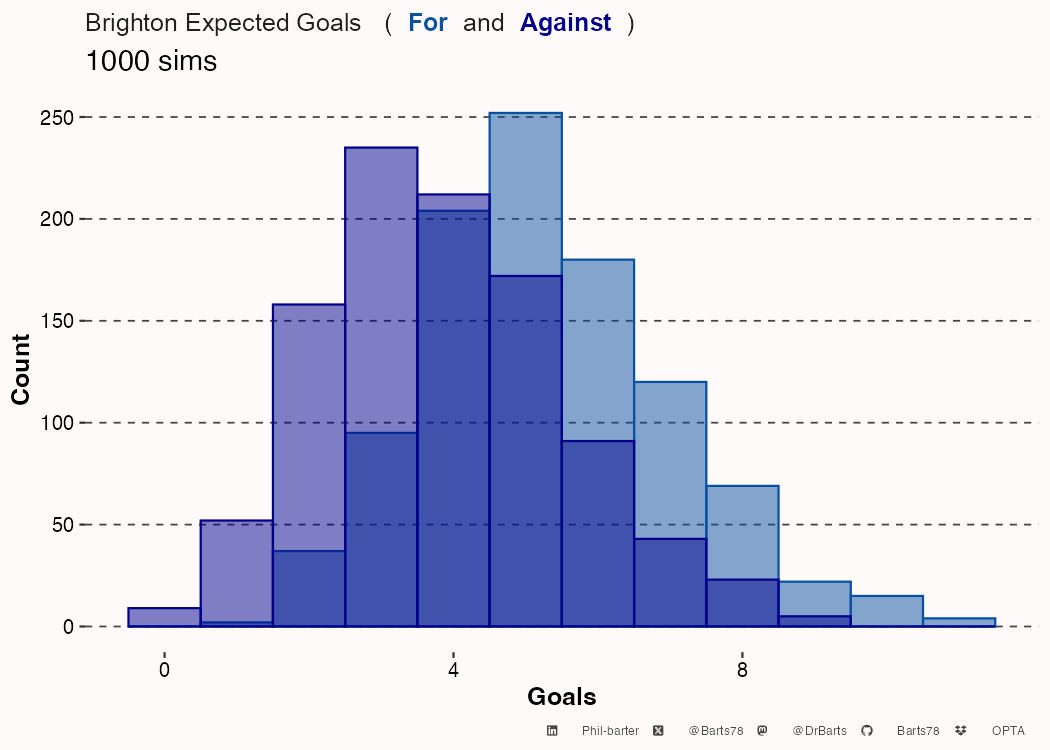 Brighton Expected Goals ( For and Against )
1000 sims
250
200
150
100
50
0
Count
0 4 8
Goals
Phil-barter @Barts78 @DrBarts Barts78 OPTA